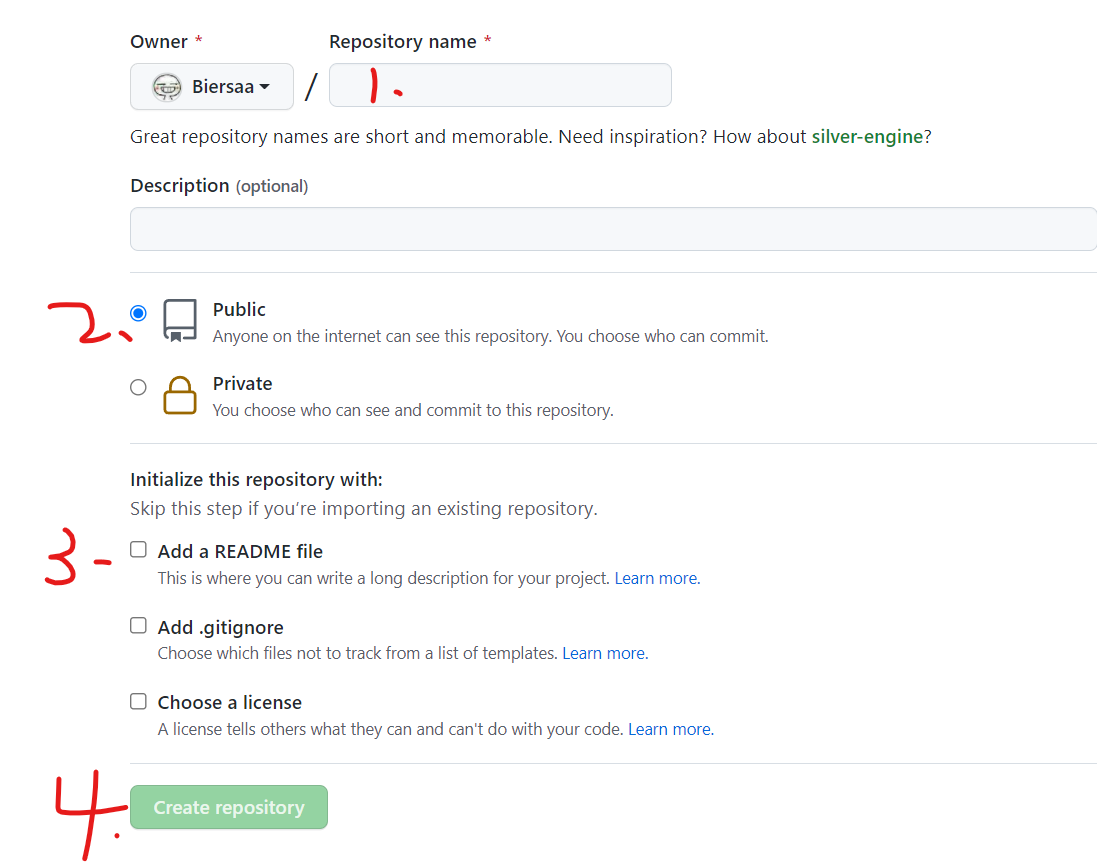 Owner * Repository name *
Biersaa / 1.
Great repository names are short and memorable. Need inspiration? How about silver-engine?
Description (optional)
2. Public
Anyone on the internet can see this repository. You choose who can commit.
Private
You choose who can see and commit to this repository.
Initialize this repository with:
Skip this step if you’re importing an existing repository.
3- Add a README file
This is where you can write a long description for your project. Learn more.
Add .gitignore
Choose which files not to track from a list of templates. Learn more.
Choose a license
A license tells others what they can and can't do with your code. Learn more.
4. Create repository